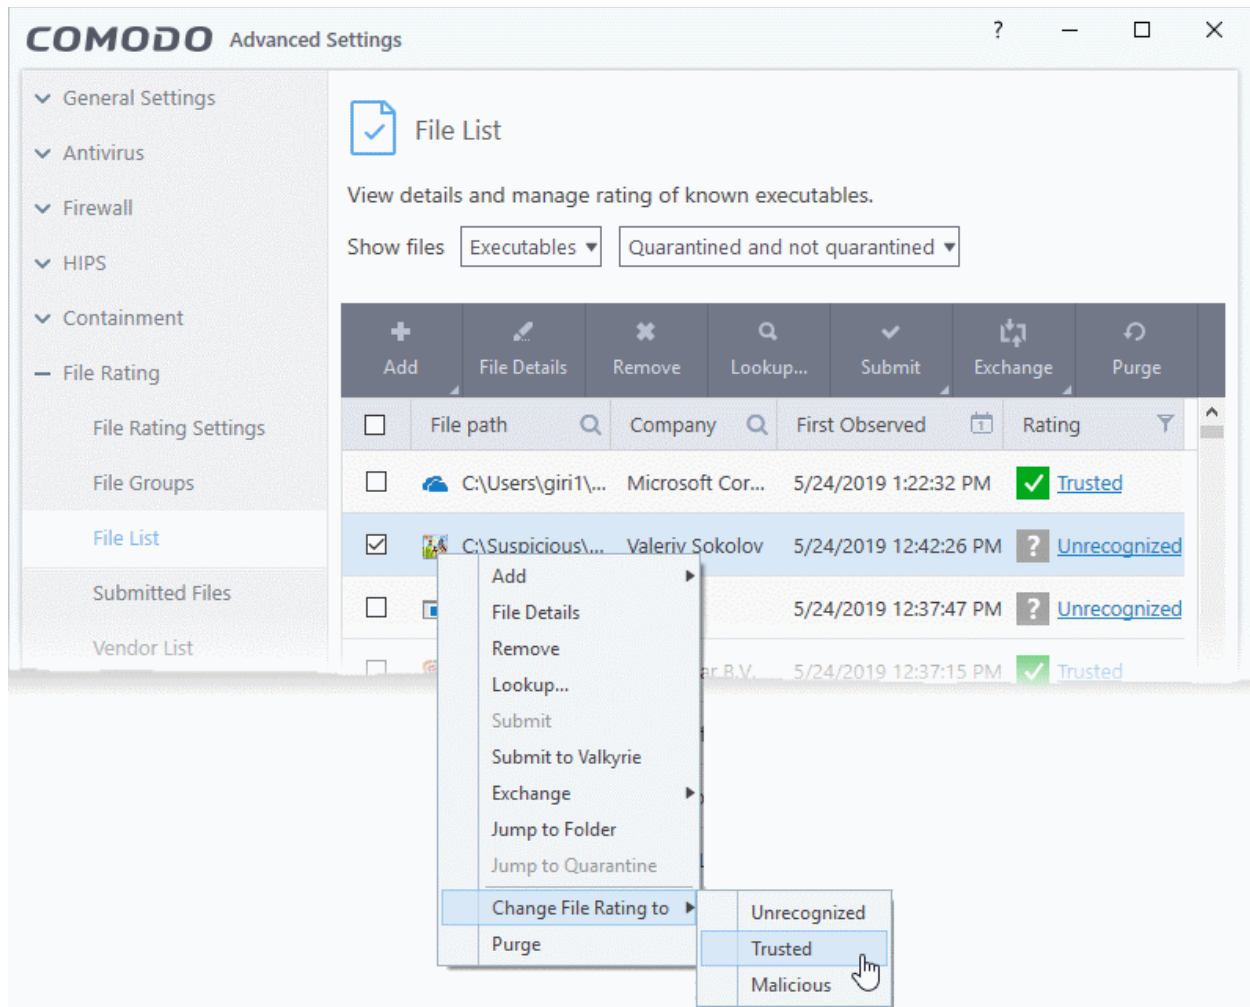 COMODO Advanced Settings ?
General Settings
Antivirus
Firewall
HIPS
Containment
File Rating
File Rating Settings
File Groups
File List
Submitted Files
Vendor List
File List
View details and manage rating of known executables.
Show files Executables Quarantined and not quarantined
Add File Details Remove Lookup... Submit Exchange Purge
File path Company First Observed 1 Rating
C:\Users\giri1\... Microsoft Cor... 5/24/2019 1:22:32 PM Trusted
C:\Suspicious\... Valeriy Sokolov 5/24/2019 12:42:26 PM ? Unrecognized
5/24/2019 12:37:47 PM ? Unrecognized
ar B.V. 5/24/2019 12:37:15 PM Trusted
Add
File Details
Remove
Lookup...
Submit
Submit to Valkyrie
Exchange
Jump to Folder
Jump to Quarantine
Change File Rating to
Purge
Unrecognized
Trusted
Malicious